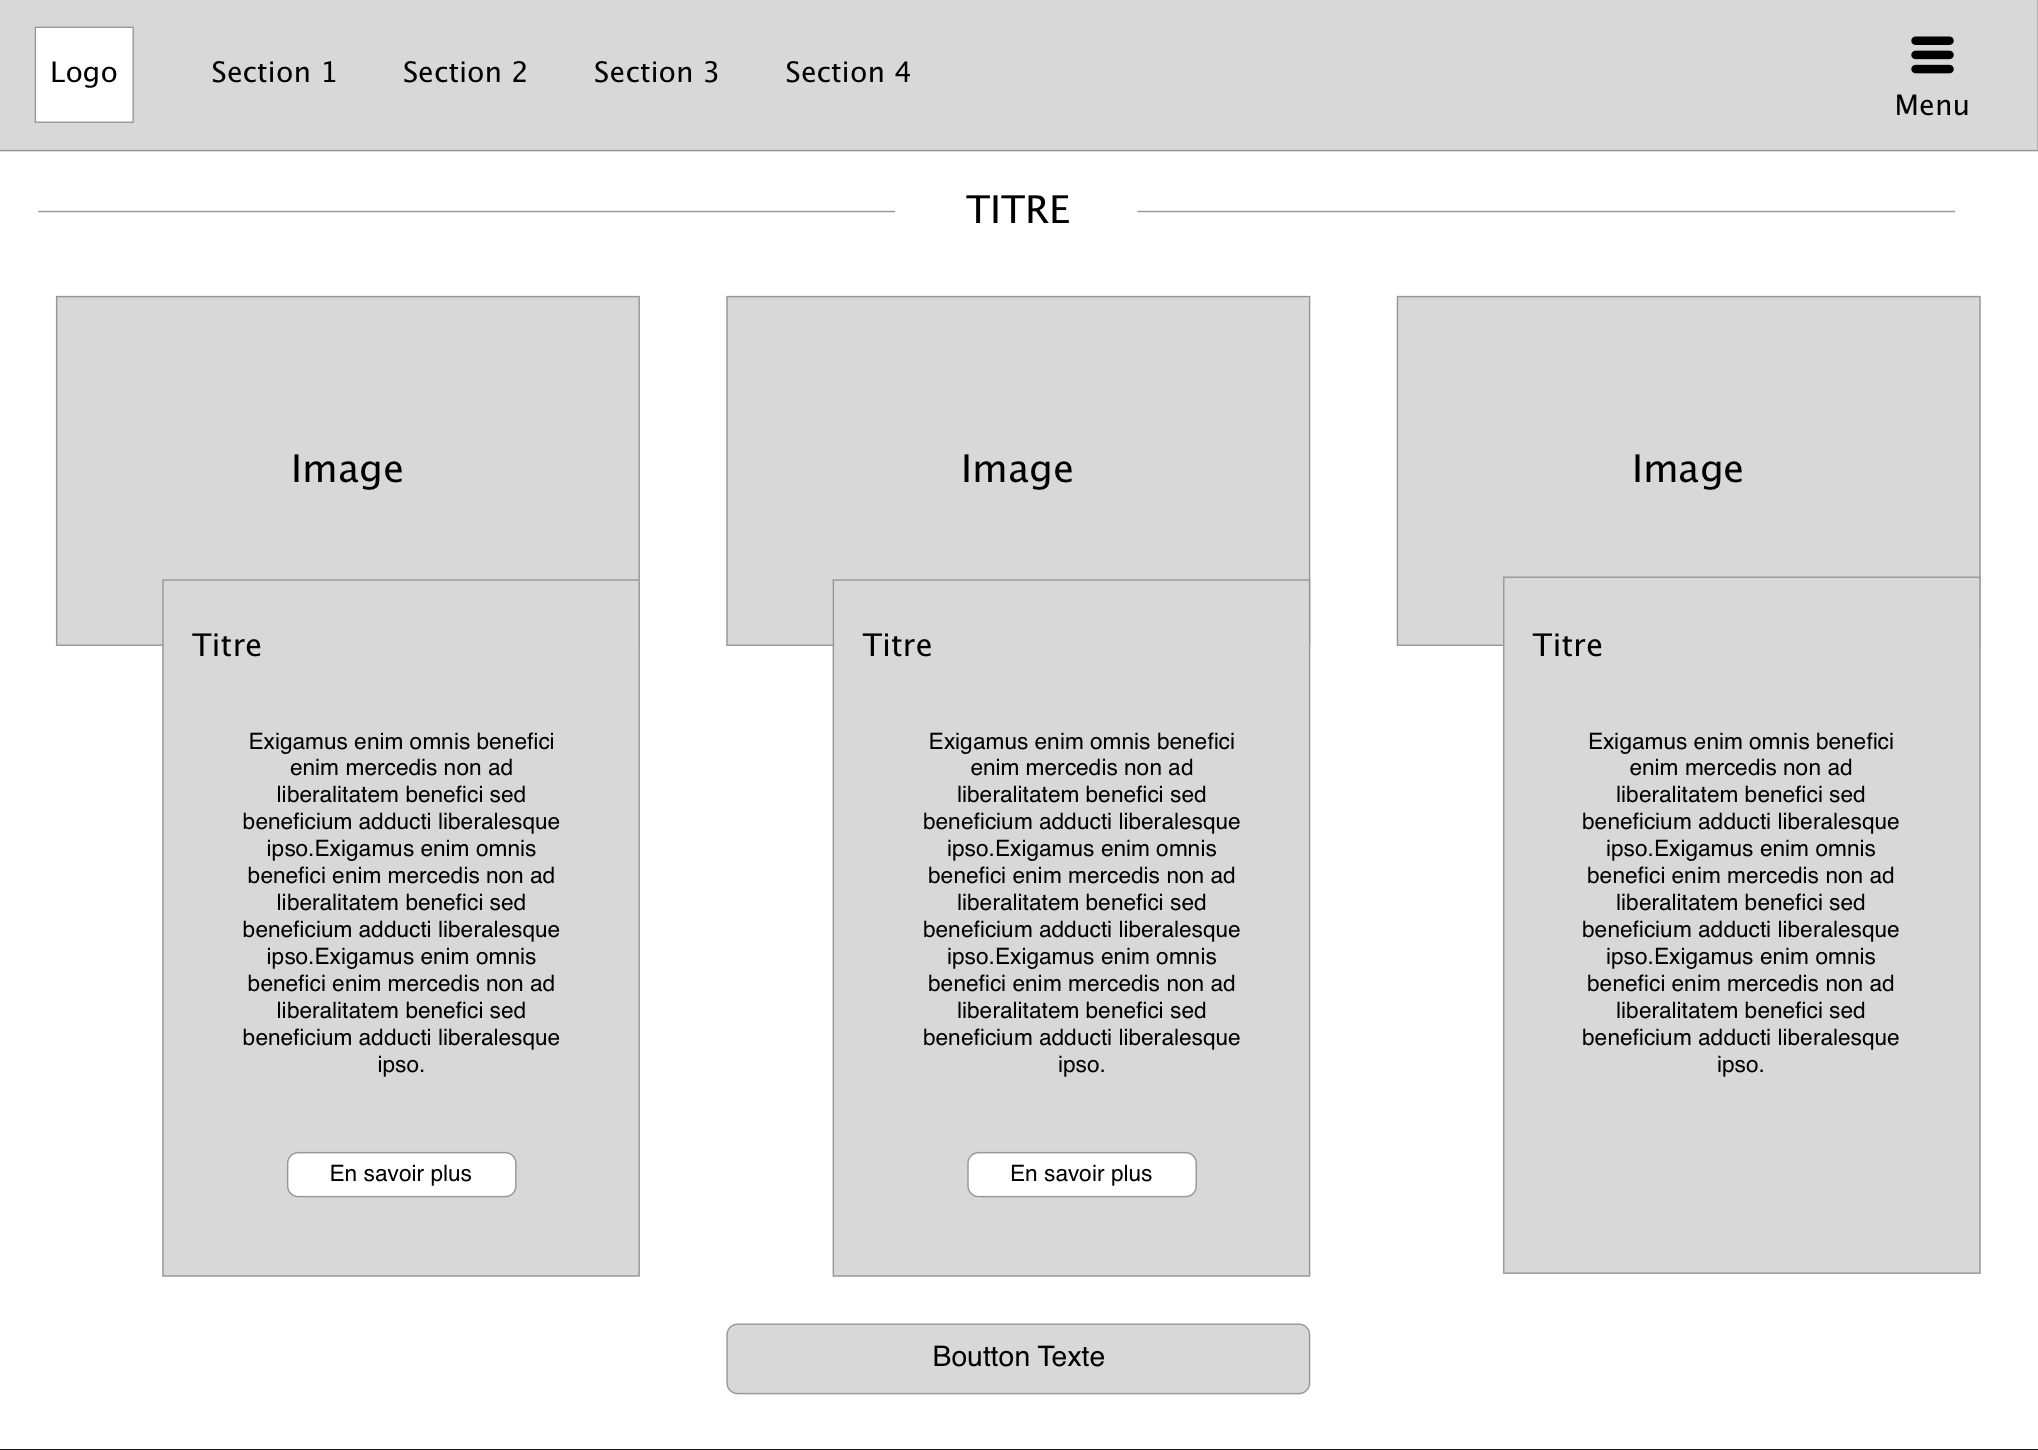 Logo
Section 1
Section 2
Section 3
Section 4
Menu
TITRE
Image
Titre
Exigamus enim omnis benefici
enim mercedis non ad
liberalitatem benefici sed
beneficium adducti liberalesque
ipso.Exigamus enim omnis
benefici enim mercedis non ad
liberalitatem benefici sed
beneficium adducti liberalesque
ipso.Exigamus enim omnis
benefici enim mercedis non ad
liberalitatem benefici sed
beneficium adducti liberalesque
ipso.
En savoir plus
Image
Titre
Exigamus enim omnis benefici
enim mercedis non ad
liberalitatem benefici sed
beneficium adducti liberalesque
ipso.Exigamus enim omnis
benefici enim mercedis non ad
liberalitatem benefici sed
beneficium adducti liberalesque
ipso.Exigamus enim omnis
benefici enim mercedis non ad
liberalitatem benefici sed
beneficium adducti liberalesque
ipso.
En savoir plus
Image
Titre
Exigamus enim omnis benefici
enim mercedis non ad
liberalitatem benefici sed
beneficium adducti liberalesque
ipso.Exigamus enim omnis
benefici enim mercedis non ad
liberalitatem benefici sed
beneficium adducti liberalesque
ipso.Exigamus enim omnis
benefici enim mercedis non ad
liberalitatem benefici sed
beneficium adducti liberalesque
ipso.
Boutton Texte